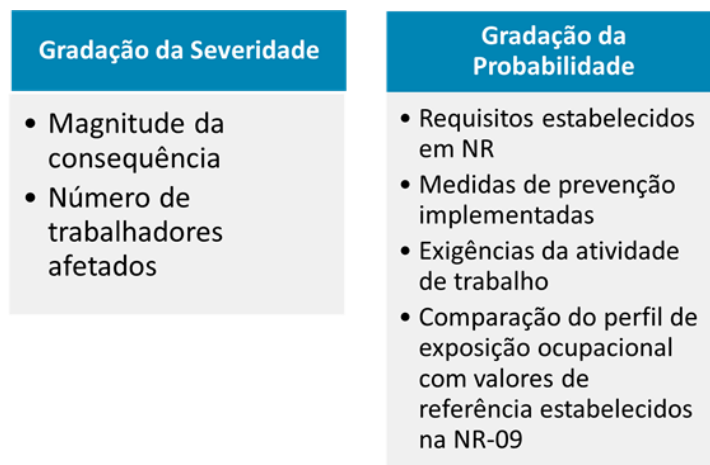 Gradação da Severidade
• Magnitude da
consequência
• Número de
trabalhadores
afetados
Gradação da
Probabilidade
• Requisitos estabelecidos
em NR
• Medidas de prevenção
implementadas
• Exigências da atividade
de trabalho
• Comparação do perfil de
exposição ocupacional
com valores de
referência estabelecidos
na NR-09